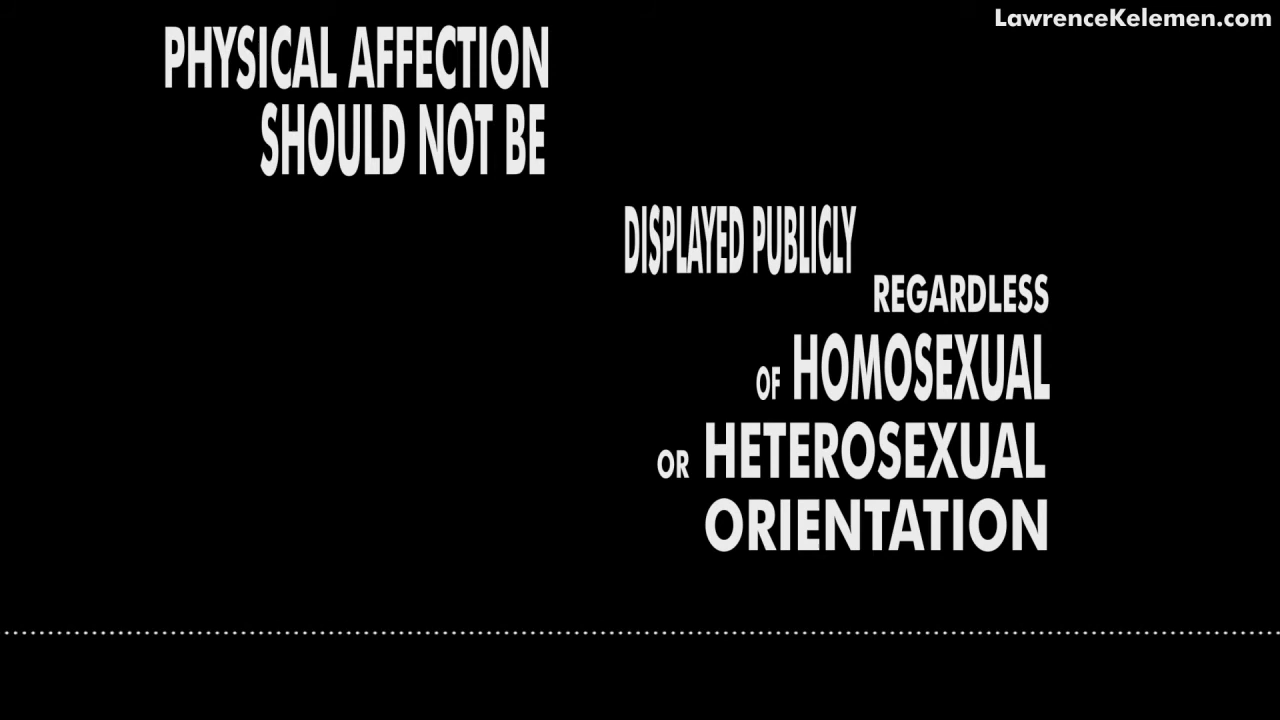 LawrenceKelemen.com
PHYSICAL AFFECTION
SHOULD NOT BE
DISPLAYED PUBLICLY
REGARDLESS
OF HOMOSEXUAL
OR HETEROSEXUAL
ORIENTATION